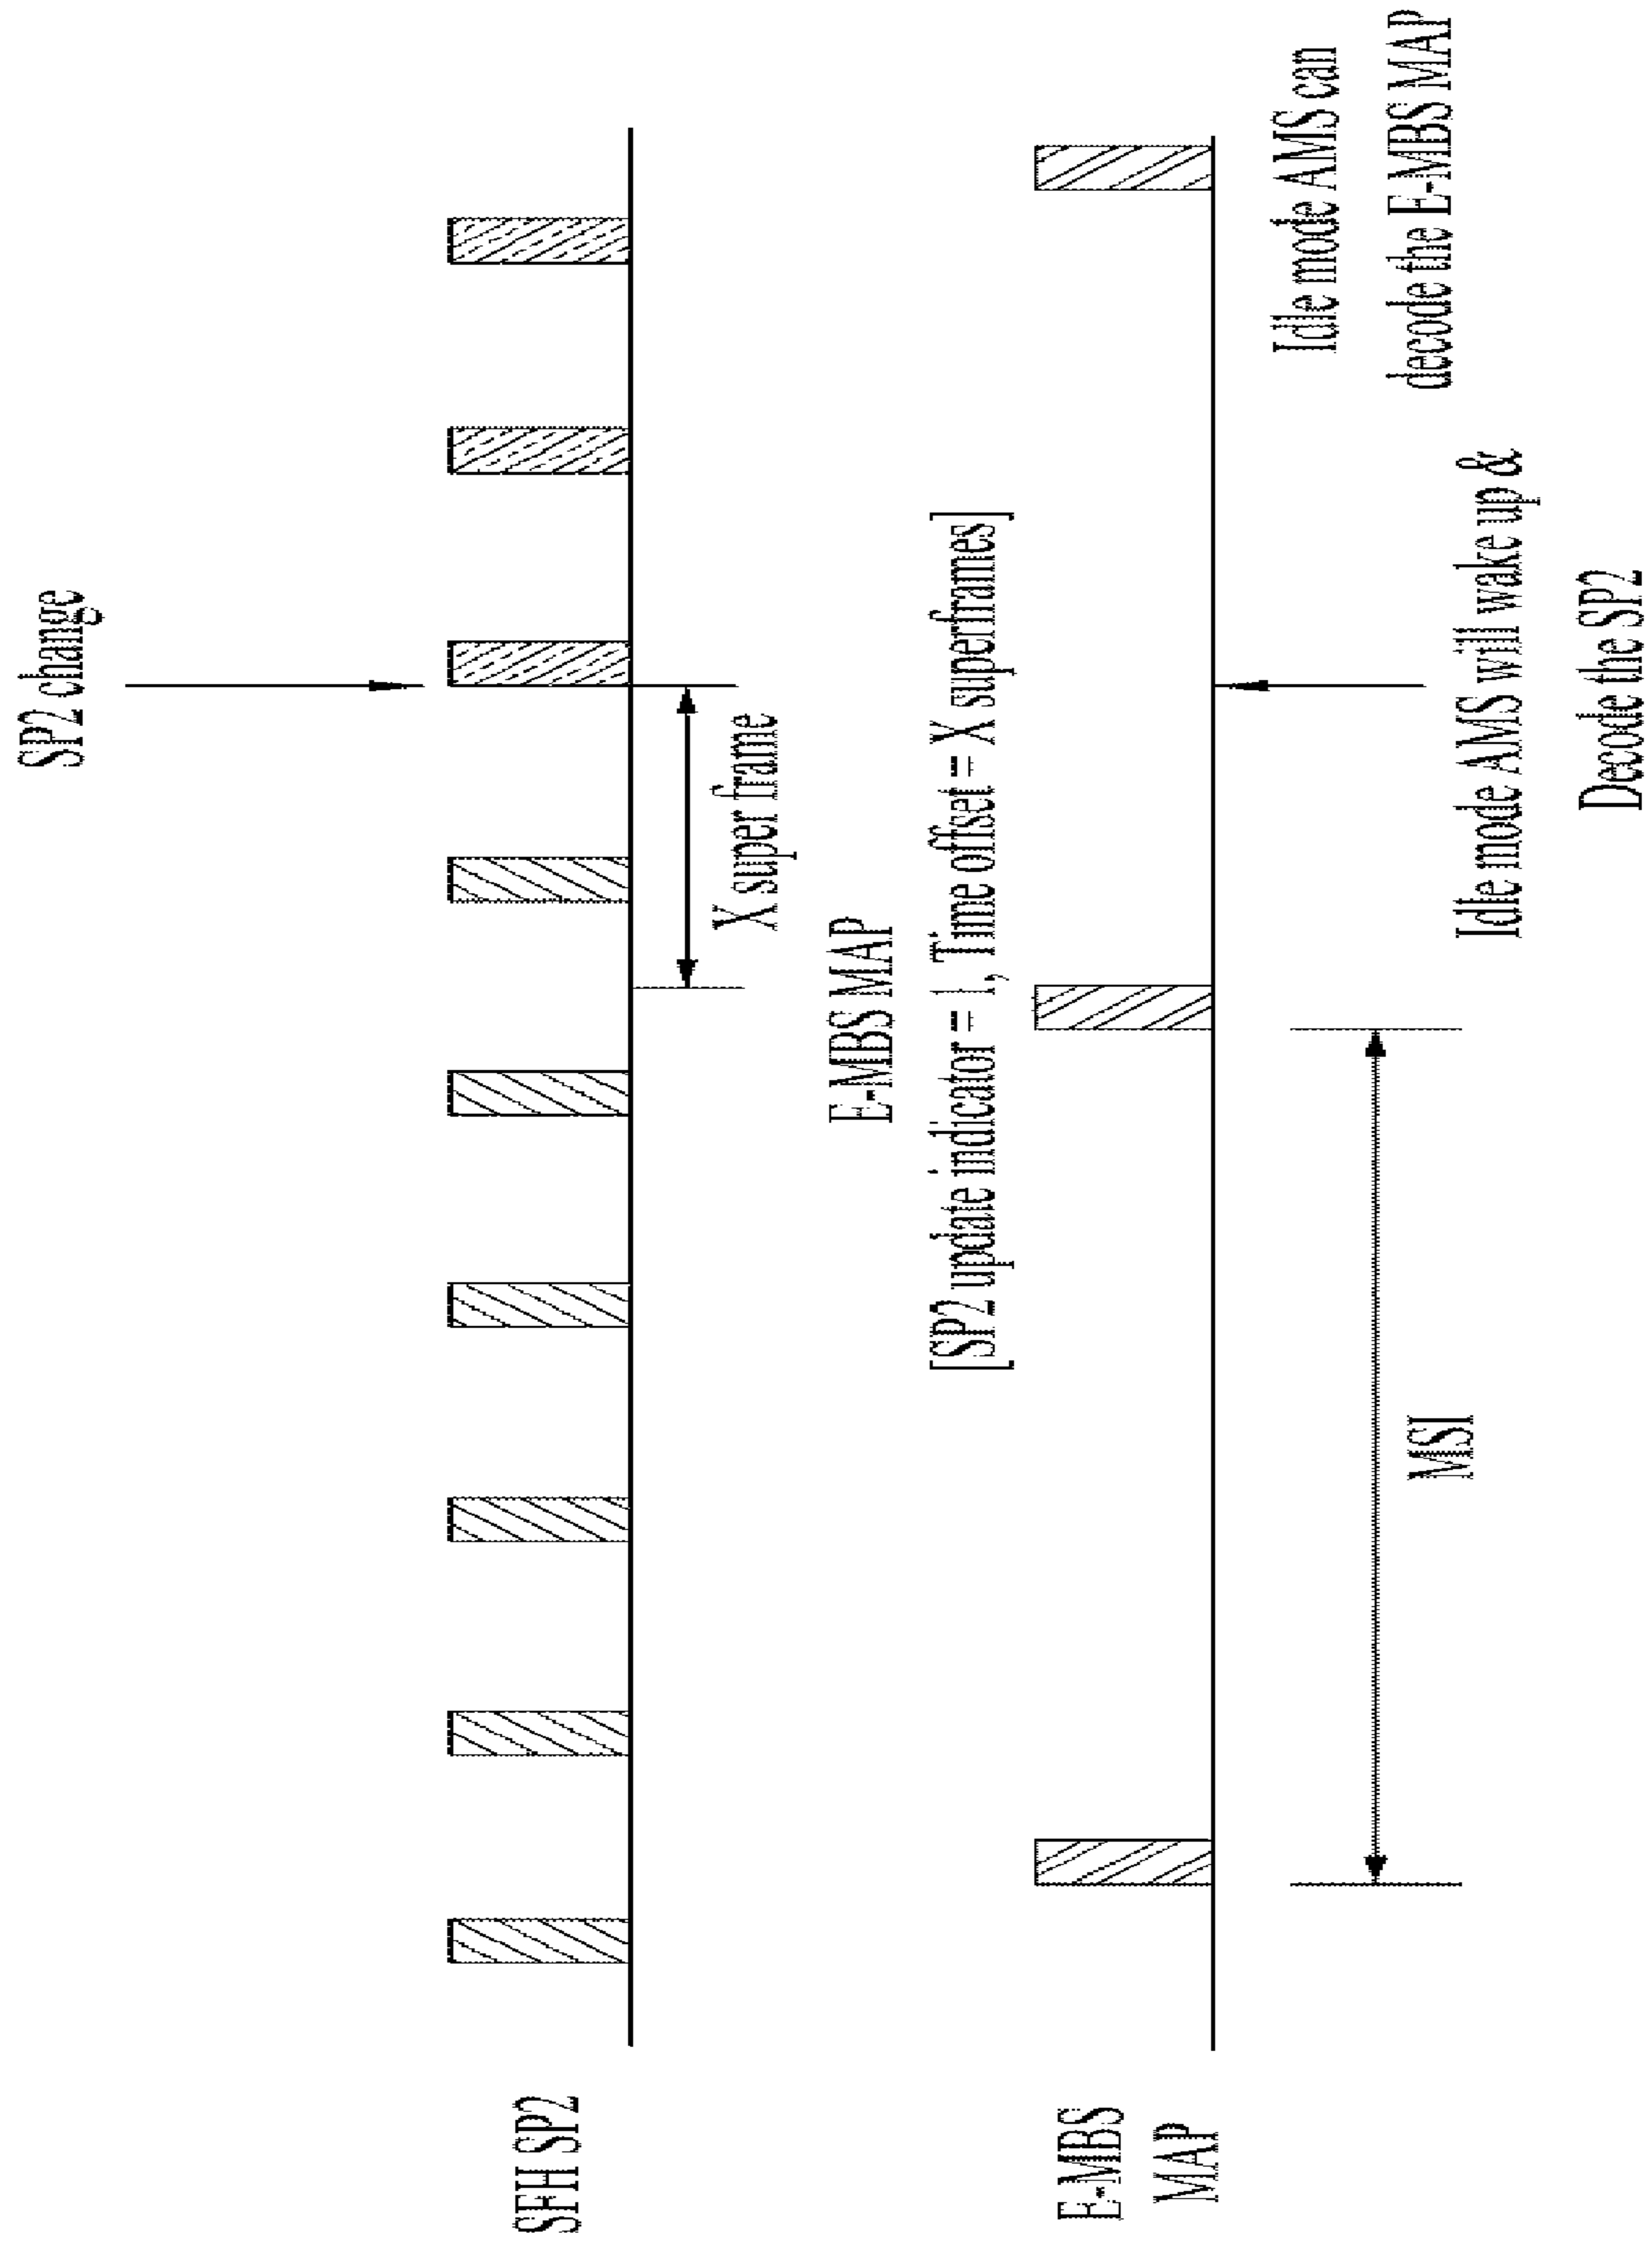 SP2 change
SFH SP2
X super frame
E-MBS MAP
[SP2 update indicator = 1, Time offset = X superframes]
E-MBS
MAP
Idle mode AMS can
decode the E-MBS MAP
MSI
Idle mode AMS will wake up &
Decode the SP2